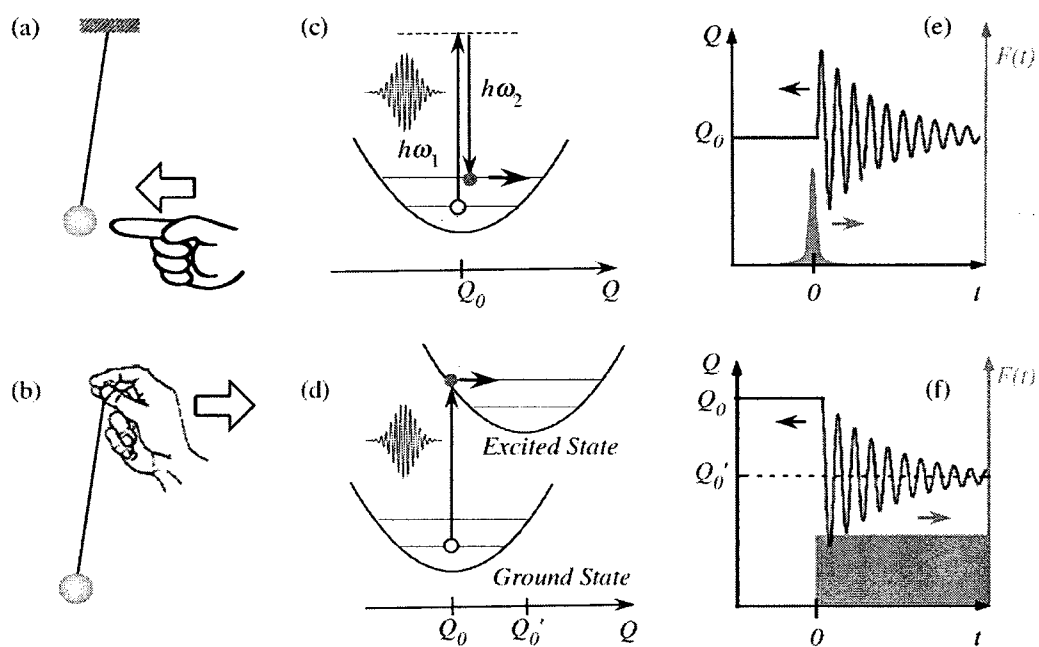 (a)
(c)
hω₂
hω₁
Q₀
Q
(e)
Q
F(t)
Q₀
0
t
(b)
(d)
Excited State
Ground State
Q₀
Q₀'
Q
(f)
Q
F(t)
Q₀
Q₀'
0
t